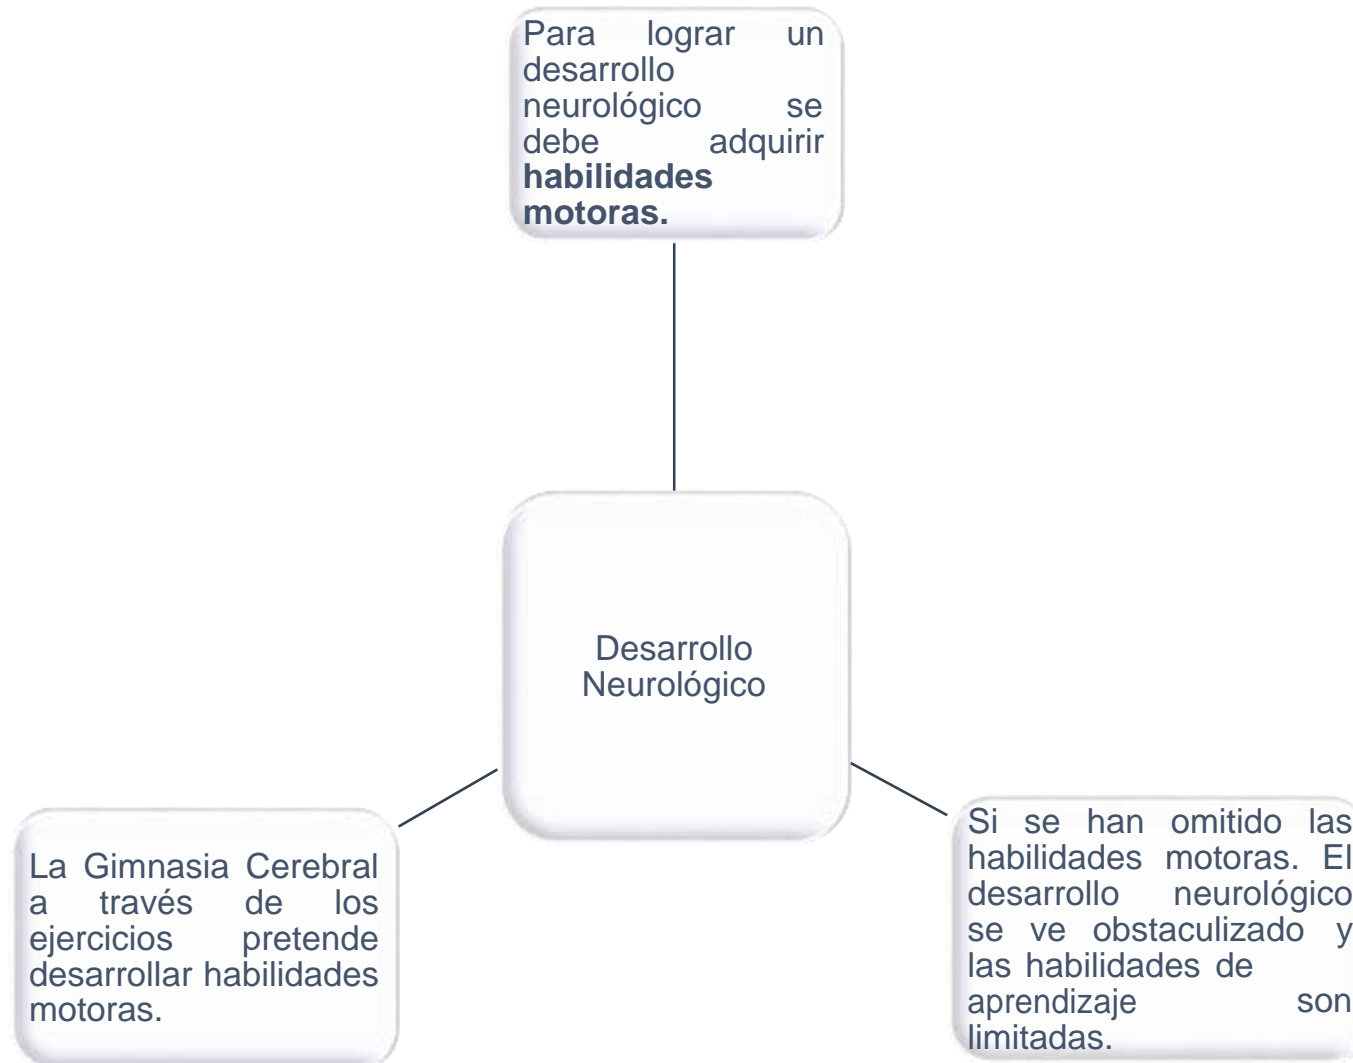 Para lograr un
desarrollo
neurológico se
debe adquirir
habilidades
motoras.
Desarrollo
Neurológico
La Gimnasia Cerebral
a través de los
ejercicios pretende
desarrollar habilidades
motoras.
Si se han omitido las
habilidades motoras. El
desarrollo neurológico
se ve obstaculizado y
las habilidades de
aprendizaje son
limitadas.